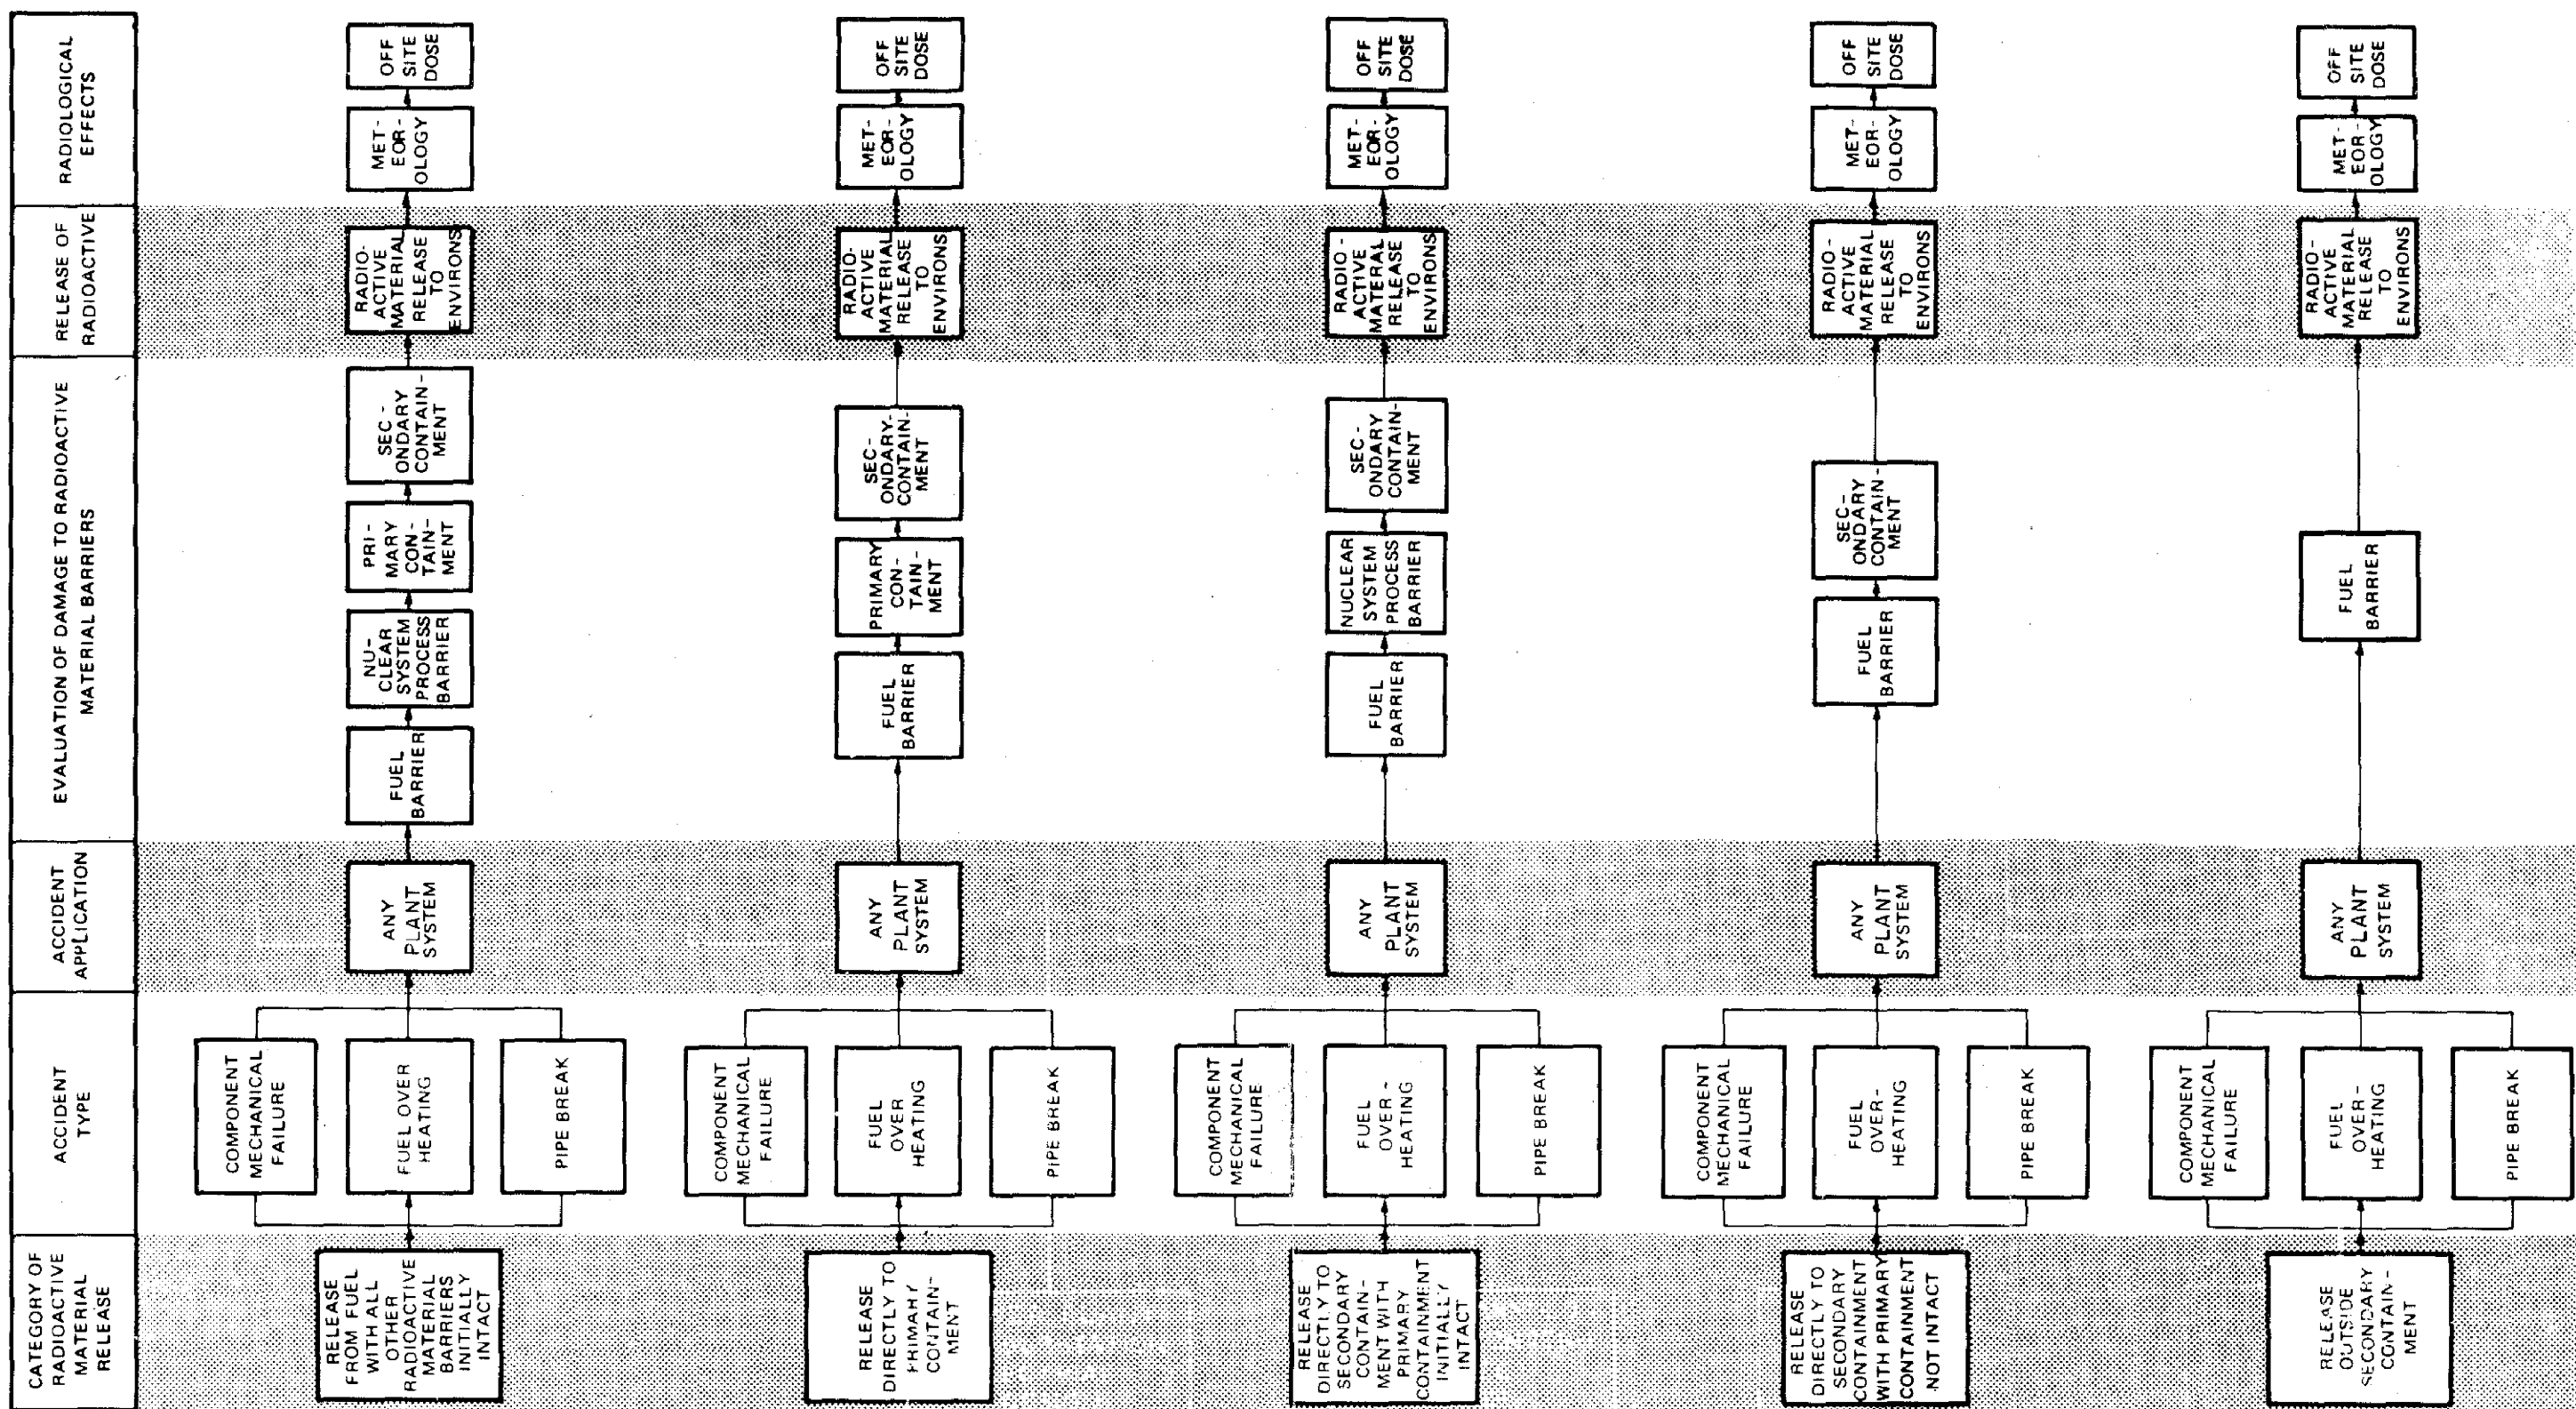 CATEGORY OF
RADIOACTIVE
MATERIAL
RELEASE
ACCIDENT
TYPE
ACCIDENT
APPLICATION
EVALUATION OF DAMAGE TO RADIOACTIVE
MATERIAL BARRIERS
RELEASE OF
RADIOACTIVE
RADIOLOGICAL
EFFECTS
RELEASE
FROM FUEL
WITH ALL
OTHER
RADIOACTIVE
MATERIAL
BARRIERS
INITIALLY
INTACT
COMPONENT
MECHANICAL
FAILURE
FUEL OVER
HEATING
PIPE BREAK
ANY
PLANT
SYSTEM
FUEL
BARRIER
NU-
CLEAR
SYSTEM
PROCESS
BARRIER
PRI-
MARY
CON-
TAIN-
MENT
SEC-
ONDARY
CONTAIN-
MENT
RADIO-
ACTIVE
MATERIAL
RELEASE
TO
ENVIRONS
MET-
EOR-
OLOGY
OFF
SITE
DOSE
RELEASE
DIRECTLY TO
PRIMARY
CONTAIN-
MENT
COMPONENT
MECHANICAL
FAILURE
FUEL
OVER
HEATING
PIPE BREAK
ANY
PLANT
SYSTEM
FUEL
BARRIER
PRIMARY
CON-
TAIN-
MENT
SEC-
ONDARY-
CONTAIN-
MENT
RADIO-
ACTIVE
MATERIAL
RELEASE
TO
ENVIRONS
MET-
EOR-
OLOGY
OFF
SITE
DOSE
RELEASE
DIRECTLY TO
SECONDARY
CONTAIN-
MENT WITH
PRIMARY
CONTAINMENT
INITIALLY
INTACT
COMPONENT
MECHANICAL
FAILURE
FUEL
OVER-
HEATING
PIPE BREAK
ANY
PLANT
SYSTEM
FUEL
BARRIER
NUCLEAR
SYSTEM
PROCESS
BARRIER
SEC-
ONDARY
CONTAIN-
MENT
RADIO-
ACTIVE
MATERIAL
RELEASE
TO
ENVIRONS
MET-
EOR-
OLOGY
OFF
SITE
DOSE
RELEASE
DIRECTLY TO
SECONDARY
CONTAINMENT
WITH PRIMARY
CONTAINMENT
NOT INTACT
COMPONENT
MECHANICAL
FAILURE
FUEL
OVER-
HEATING
PIPE BREAK
ANY
PLANT
SYSTEM
FUEL
BARRIER
SEC-
ONDARY
CONTAIN-
MENT
RADIO-
ACTIVE
MATERIAL
RELEASE
TO
ENVIRONS
MET-
EOR-
OLOGY
OFF
SITE
DOSE
RELEASE
OUTSIDE
SECONDARY
CONTAIN-
MENT
COMPONENT
MECHANICAL
FAILURE
FUEL
OVER-
HEATING
PIPE BREAK
ANY
PLANT
SYSTEM
FUEL
BARRIER
RADIO-
ACTIVE
MATERIAL
RELEASE
TO
ENVIRONS
MET-
EOR-
OLOGY
OFF
SITE
DOSE